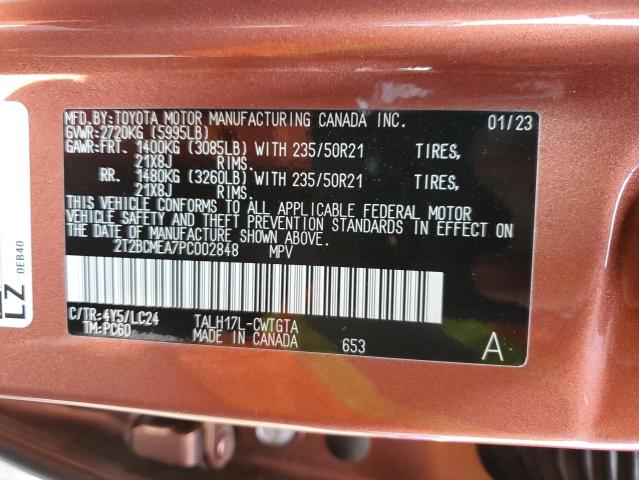 MFD.BY:TOYOTA MOTOR MANUFACTURING CANADA INC. 01/23
GVWR:2720KG (5995LB)
GAWR:FRT. 1400KG (3085LB) WITH 235/50R21 TIRES,
21X8J RIMS.
RR. 1480KG (3260LB) WITH 235/50R21 TIRES,
21X8J RIMS.
THIS VEHICLE CONFORMS TO ALL APPLICABLE FEDERAL MOTOR
VEHICLE SAFETY AND THEFT PREVENTION STANDARDS IN EFFECT ON
THE DATE OF MANUFACTURE SHOWN ABOVE.
2T2BCMEA7PC002848 MPV
C/TR:4Y5/LC24 TALH17L-CWTGTA
TM:PC60 MADE IN CANADA 653 A
LZ 0EB40